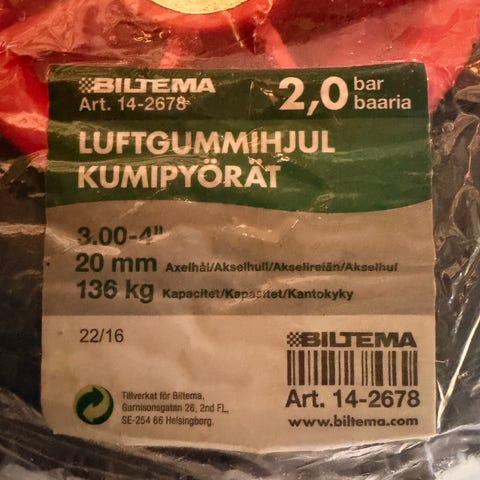 BILTEMA
Art. 14-2678
2,0 bar
baaria
LUFTGUMMIHJUL
KUMIPYÖRÄT
3.00-4"
20 mm Axelhål/Akselhull/Akselireiän/Akselhul
136 kg Kapacitet/Kapasitet/Kantokyky
22/16
BILTEMA
Tillverkat för Biltema,
Garnisonsgatan 26, 2nd FL,
SE-254 66 Helsingborg.
Art. 14-2678
www.biltema.com